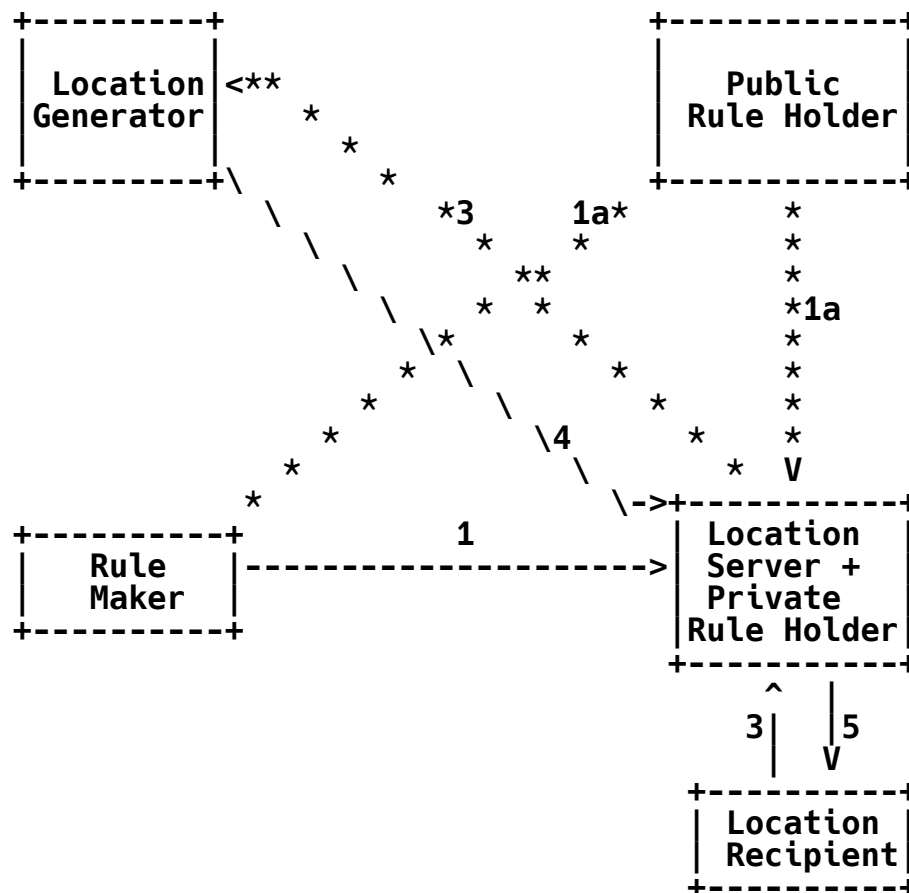 +---------+                       +------------+
|         |                       |            |
| Location|<**                    |   Public   |
|Generator|    *                  | Rule Holder|
|         |      *                |            |
+---------+\       *              +------------+
             \        *3     1a*        *
               \        *    *          *
                 \        **            *
                   \    * *             *1a
                     \*      *          *
                    *  \       *        *
                  *      \       *      *
                *          \4      *    *
              *              \       *  V
            *                  \->+------------+
+-----------+          1          | Location   |
|   Rule    |-------------------->| Server +   |
|   Maker   |                     | Private    |
+-----------+                     |Rule Holder |
                                  +------------+
                                       ^  |
                                      3|  |5
                                       |  V
                                   +-----------+
                                   | Location  |
                                   | Recipient |
                                   +-----------+